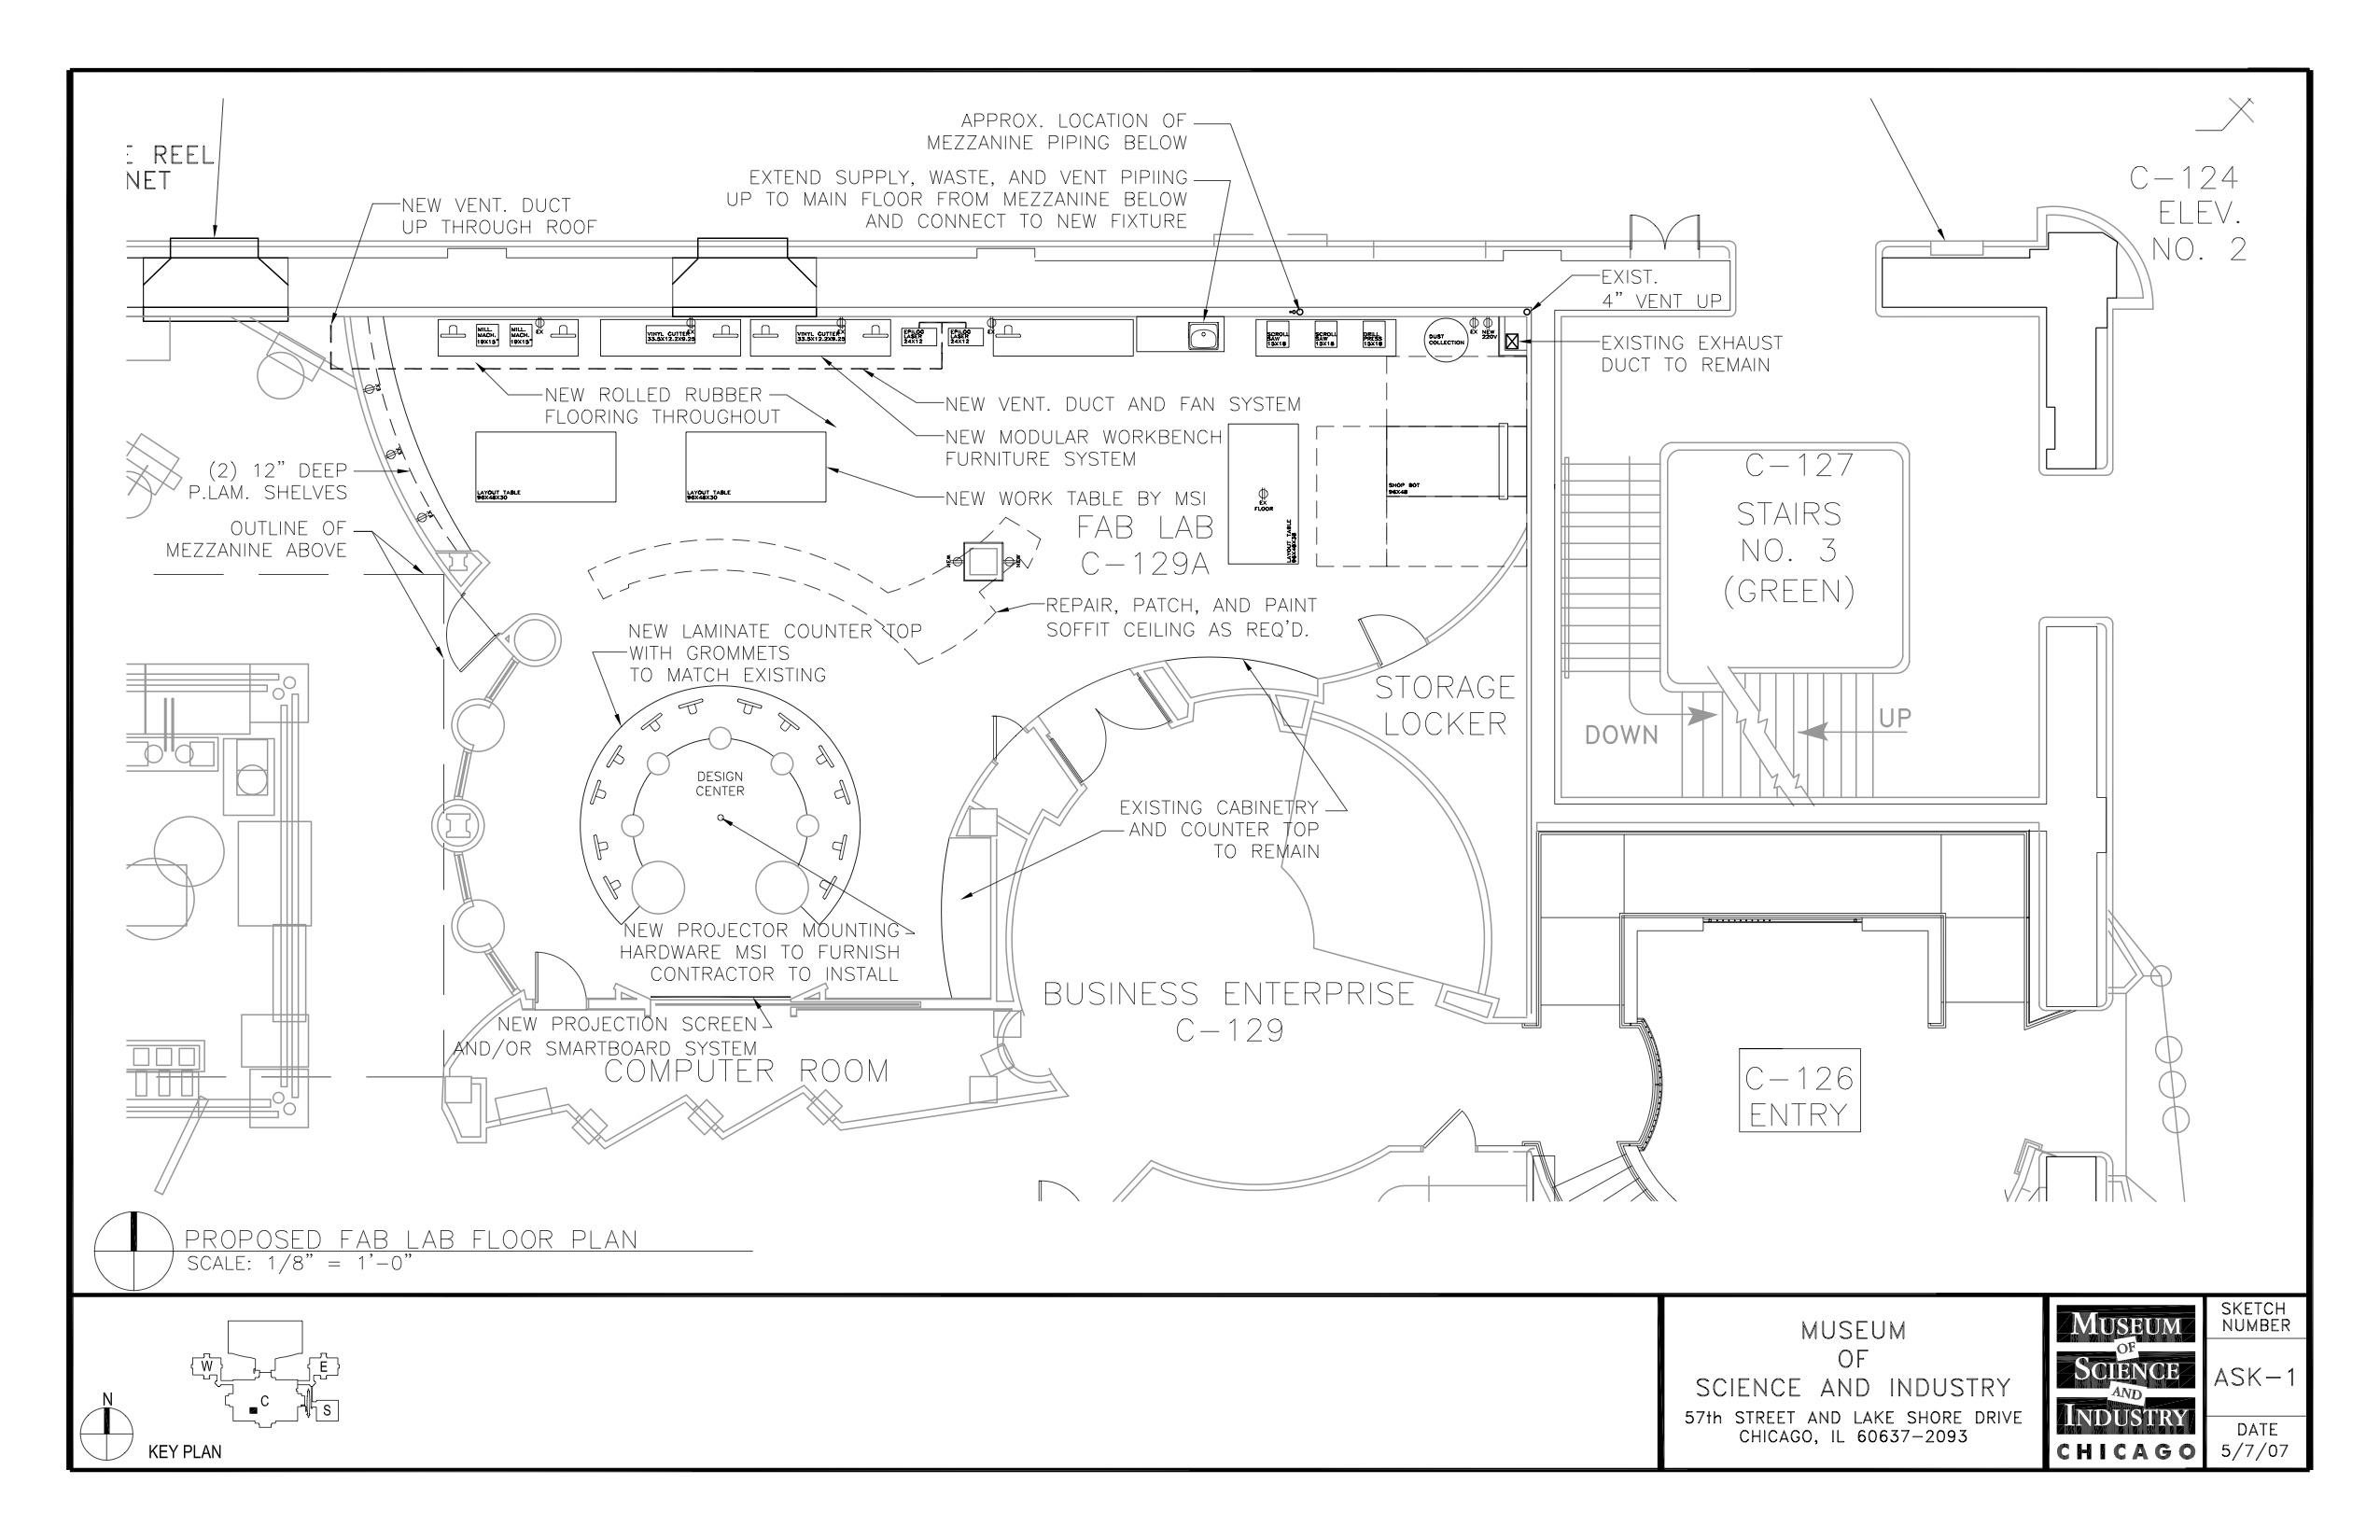 APPROX. LOCATION OF
MEZZANINE PIPING BELOW
E REEL
NET
EXTEND SUPPLY, WASTE, AND VENT PIPIING
UP TO MAIN FLOOR FROM MEZZANINE BELOW
AND CONNECT TO NEW FIXTURE
NEW VENT. DUCT
UP THROUGH ROOF
C-124
ELEV.
NO. 2
EXIST.
4" VENT UP
EXISTING EXHAUST
DUCT TO REMAIN
MILL.
MACH.
19X15"
MILL.
MACH.
19X15"
EX
VINYL CUTTER
33.5X12.2X9.25
EX
VINYL CUTTER
33.5X12.2X9.25
EX
EPILOG
LASER
24X12
EPILOG
LASER
24X12
EX
SCROLL
SAW
15X18
SCROLL
SAW
15X18
DRILL
PRESS
15X18
DUST
COLLECTION
EX
NEW
220V
NEW ROLLED RUBBER
FLOORING THROUGHOUT
NEW VENT. DUCT AND FAN SYSTEM
NEW MODULAR WORKBENCH
FURNITURE SYSTEM
NEW WORK TABLE BY MSI
(2) 12" DEEP
P.LAM. SHELVES
EX
EX
EX
LAYOUT TABLE
96X48X30
LAYOUT TABLE
96X48X30
EX
FLOOR
LAYOUT TABLE
96X48X30
SHOP BOT
96X48
OUTLINE OF
MEZZANINE ABOVE
FAB LAB
C-129A
NEW
NEW
C-127
STAIRS
NO. 3
(GREEN)
REPAIR, PATCH, AND PAINT
SOFFIT CEILING AS REQ'D.
NEW LAMINATE COUNTER TOP
WITH GROMMETS
TO MATCH EXISTING
STORAGE
LOCKER
DOWN
UP
DESIGN
CENTER
EXISTING CABINETRY
AND COUNTER TOP
TO REMAIN
NEW PROJECTOR MOUNTING
HARDWARE MSI TO FURNISH
CONTRACTOR TO INSTALL
BUSINESS ENTERPRISE
C-129
NEW PROJECTION SCREEN
AND/OR SMARTBOARD SYSTEM
COMPUTER ROOM
C-126
ENTRY
PROPOSED FAB LAB FLOOR PLAN
SCALE: 1/8" = 1'-0"
N
KEY PLAN
W
E
C
S
MUSEUM
OF
SCIENCE AND INDUSTRY
57th STREET AND LAKE SHORE DRIVE
CHICAGO, IL 60637-2093
MUSEUM
OF
SCIENCE
AND
INDUSTRY
CHICAGO
SKETCH
NUMBER
ASK-1
DATE
5/7/07